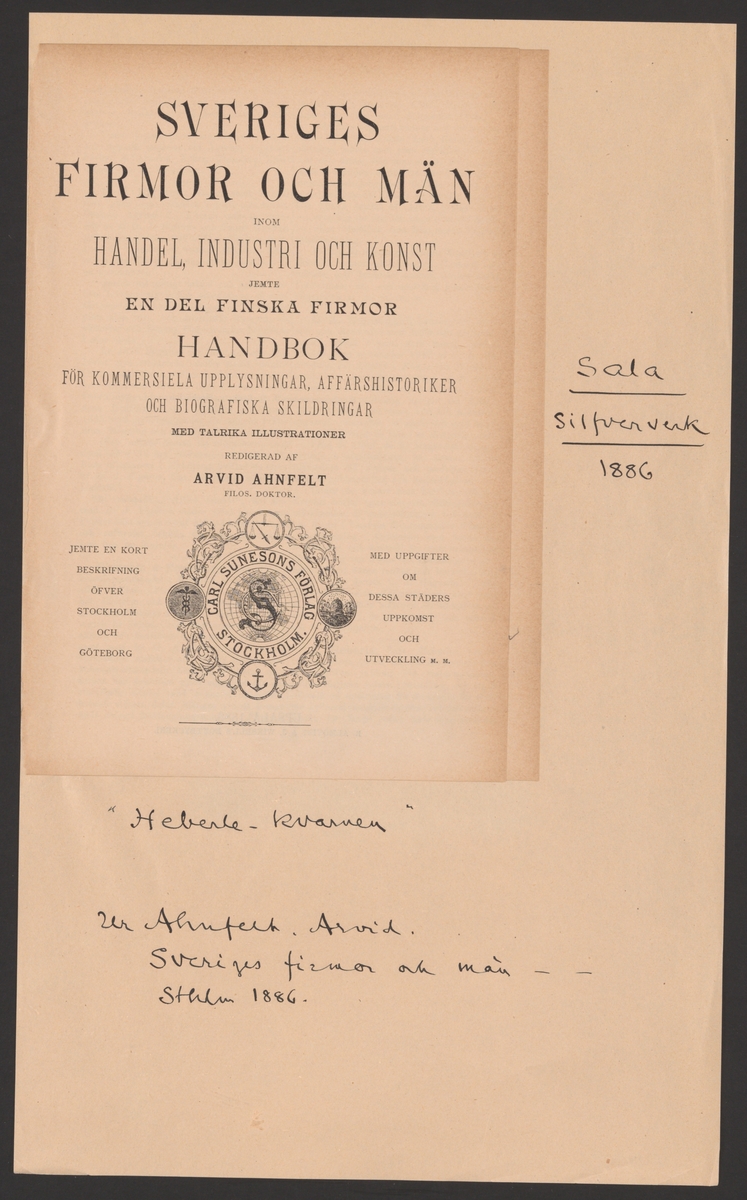 SVERIGES
FIRMOR OCH MÄN
INOM
HANDEL, INDUSTRI OCH KONST
JEMTE
EN DEL FINSKA FIRMOR
HANDBOK
FÖR KOMMERSIELA UPPLYSNINGAR, AFFÄRSHISTORIKER
OCH BIOGRAFISKA SKILDRINGAR
MED TALRIKA ILLUSTRATIONER
REDIGERAD AF
ARVID AHNFELT
FILOS. DOKTOR.
JEMTE EN KORT
BESKRIFNING
ÖFVER
STOCKHOLM
OCH
GÖTEBORG
CARL SUNESONS FÖRLAG
STOCKHOLM.
MED UPPGIFTER
OM
DESSA STÄDERS
UPPKOMST
OCH
UTVECKLING M. M.
Sala
Silfververk
1886
"Heberle-kvarnen"
Ur Ahnfelt, Arvid.
Sveriges firmor och män - -
Sthlm 1886.